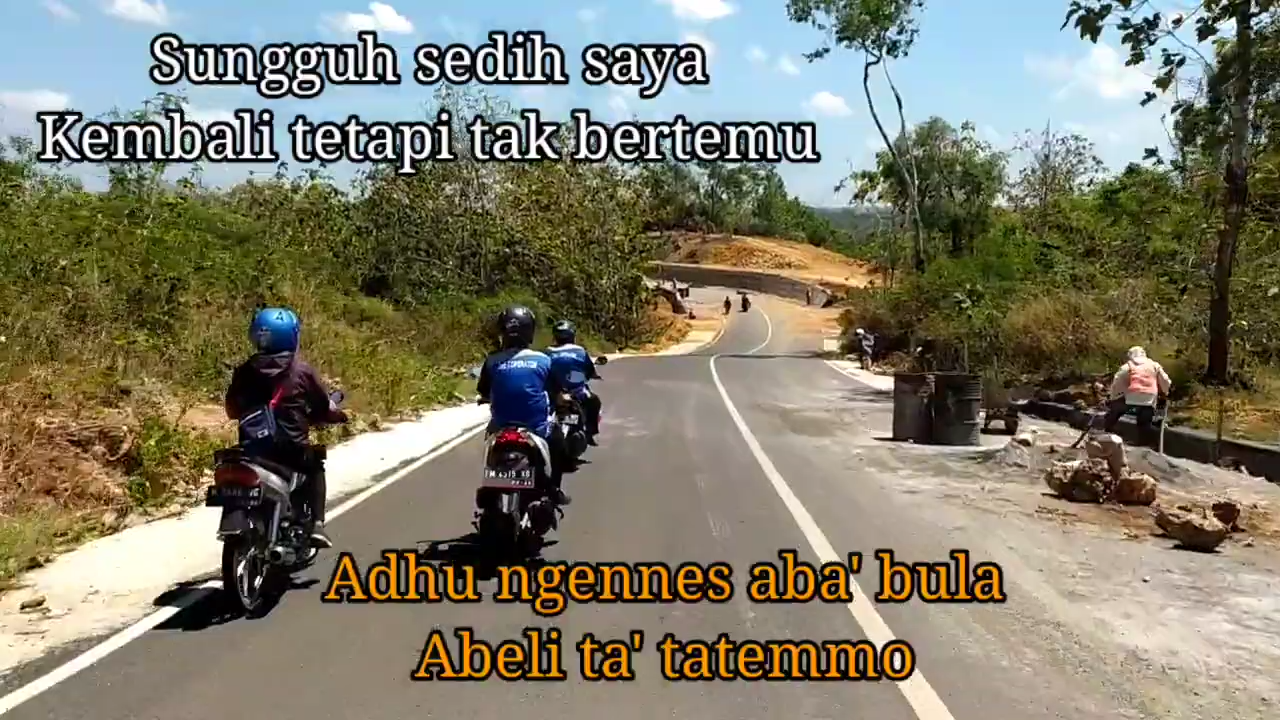 Sungguh sedih saya
Kembali tetapi tak bertemu
Adhu ngennes aba' bula
Abeli ta' tatemmo